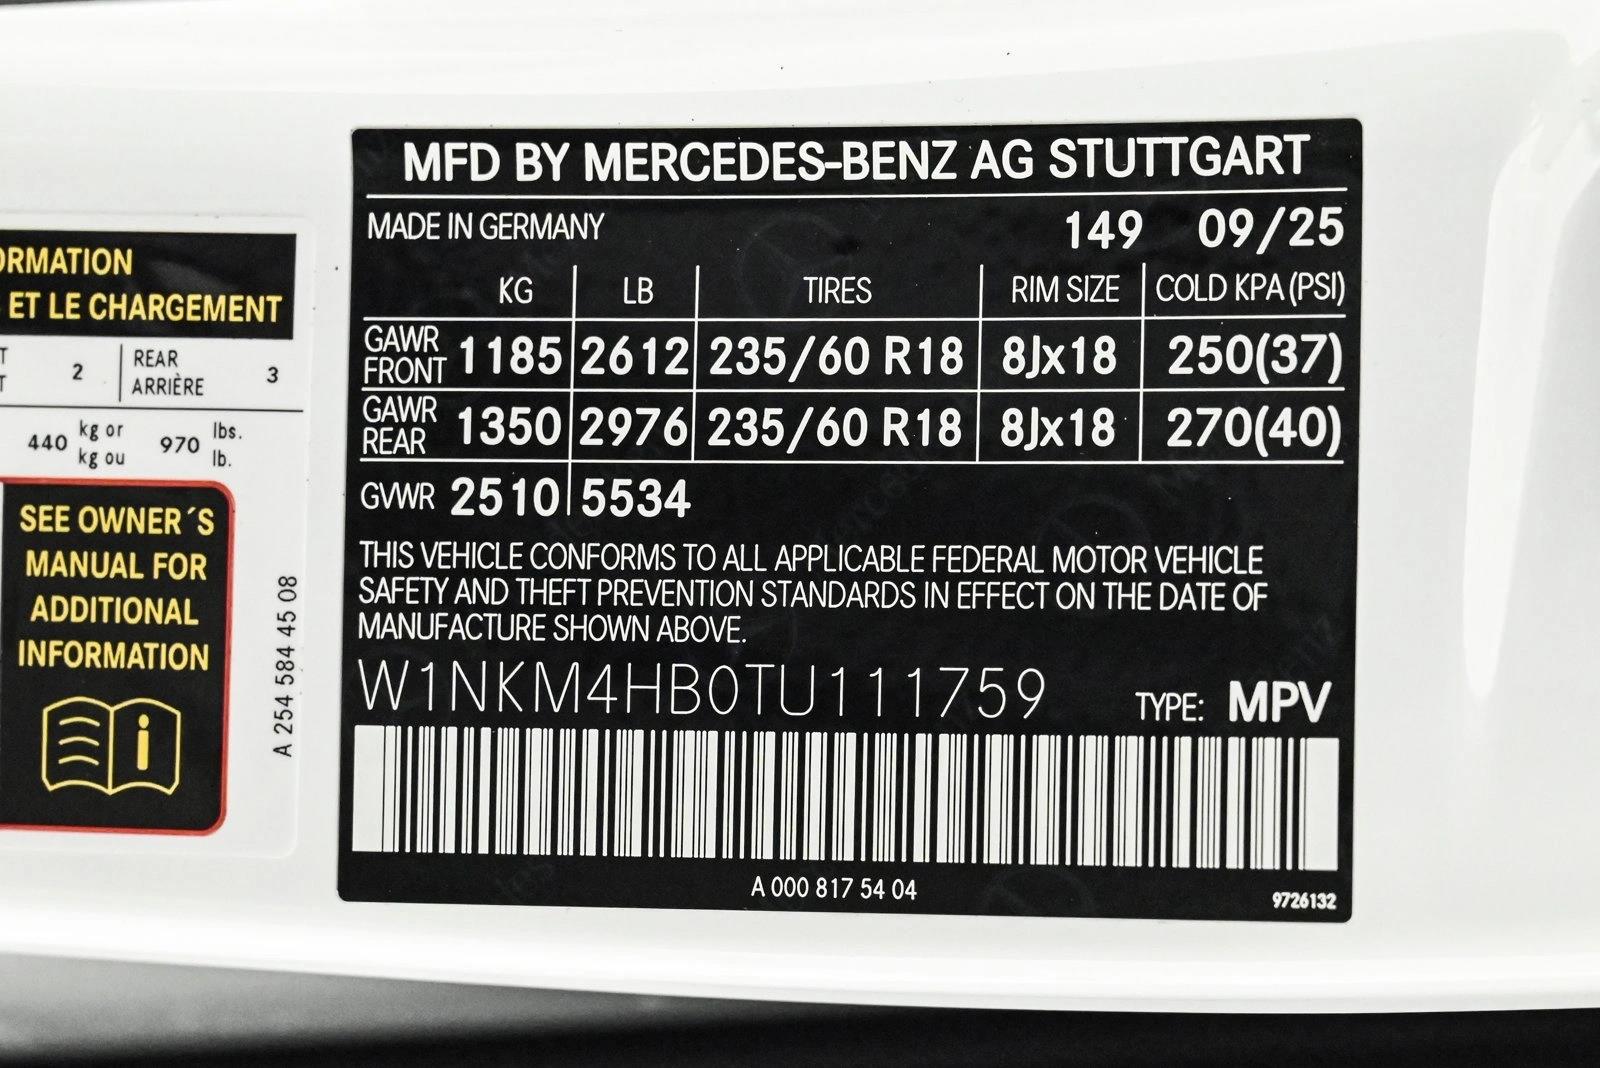 ORMATION
ET LE CHARGEMENT
T
T
2
REAR
ARRIÈRE
3
440 kg or
kg ou
970 lbs.
lb.
SEE OWNER´S
MANUAL FOR
ADDITIONAL
INFORMATION
i
A 254 584 45 08
MFD BY MERCEDES-BENZ AG STUTTGART
MADE IN GERMANY 149 09/25
KG LB TIRES RIM SIZE COLD KPA (PSI)
GAWR
FRONT 1185 2612 235/60 R18 8Jx18 250(37)
GAWR
REAR 1350 2976 235/60 R18 8Jx18 270(40)
GVWR 2510 5534
THIS VEHICLE CONFORMS TO ALL APPLICABLE FEDERAL MOTOR VEHICLE
SAFETY AND THEFT PREVENTION STANDARDS IN EFFECT ON THE DATE OF
MANUFACTURE SHOWN ABOVE.
W1NKM4HB0TU111759 TYPE: MPV
A 000 817 54 04
9726132